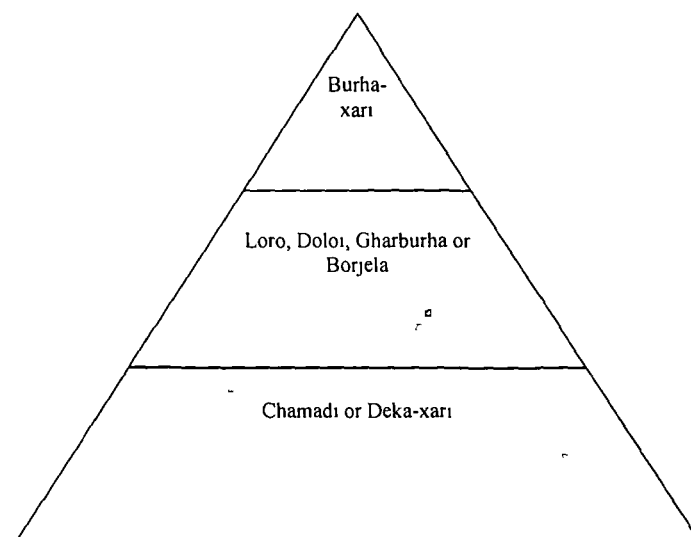 Burha-
xarı
Loro, Doloı, Gharburha or
Borjela
Chamadı or Deka-xarı